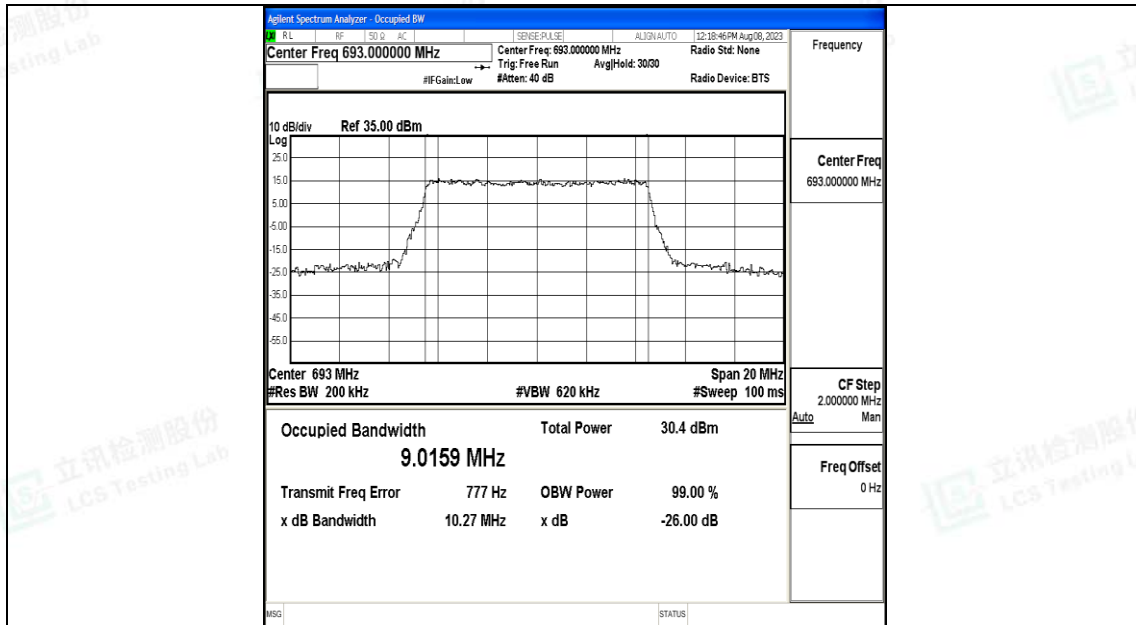 Agilent Spectrum Analyzer - Occupied BW
RL RF 50 Ω AC SENSE:PULSE ALIGN AUTO 12:18:46 PM Aug 08, 2023
Center Freq 693.000000 MHz
Center Freq: 693.000000 MHz
Radio Std: None
Trig: Free Run Avg|Hold: 30/30
#IFGain:Low
#Atten: 40 dB
Radio Device: BTS
Frequency
10 dB/div Ref 35.00 dBm
Log
25.0
15.0
5.00
-5.00
-15.0
-25.0
-35.0
-45.0
-55.0
Center 693 MHz Span 20 MHz
#Res BW 200 kHz #VBW 620 kHz #Sweep 100 ms
Occupied Bandwidth Total Power 30.4 dBm
9.0159 MHz
Transmit Freq Error 777 Hz OBW Power 99.00 %
x dB Bandwidth 10.27 MHz x dB -26.00 dB
Center Freq
693.000000 MHz
CF Step
2.000000 MHz
Auto Man
Freq Offset
0 Hz
MSG STATUS
立讯检测股份
LCS Testing Lab
立讯检测股份
LCS Testing L